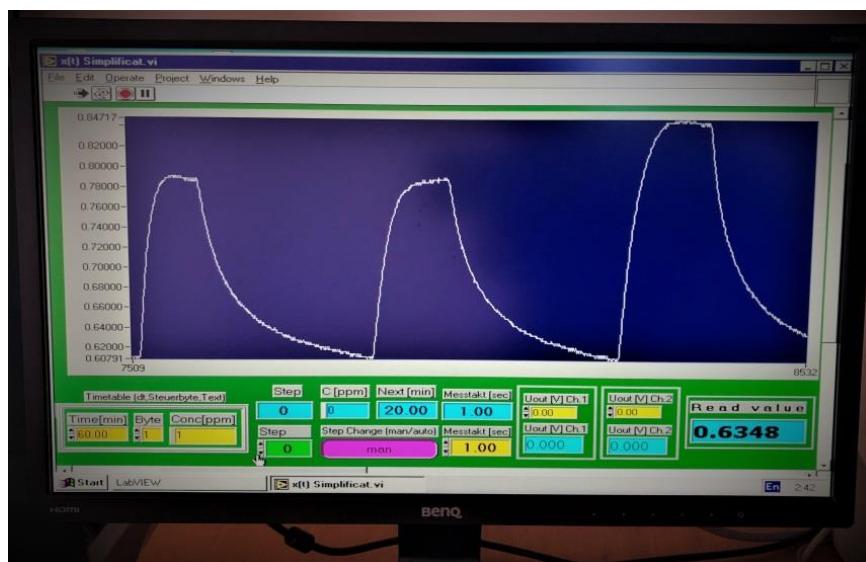 x(t) Simplificat.vi
File Edit Operate Project Windows Help
0.84717
0.82000
0.80000
0.78000
0.76000
0.74000
0.72000
0.70000
0.68000
0.66000
0.64000
0.62000
0.60791
7509 8532
Timetable (dt,Steuerbyte,Text)
Time[min] Byte Conc[ppm]
60.00 1 1
Step C [ppm] Next [min] Messtakt [sec]
0 0 20.00 1.00
Step Step Change (man/auto) Messtakt [sec]
0 man 1.00
Uout [V] Ch.1 Uout [V] Ch.2
0.00 0.00
Uout [V] Ch.1 Uout [V] Ch.2
0.000 0.000
Read value
0.6348
Start LabVIEW x(t) Simplificat.vi En 2:42
HDMI BenQ